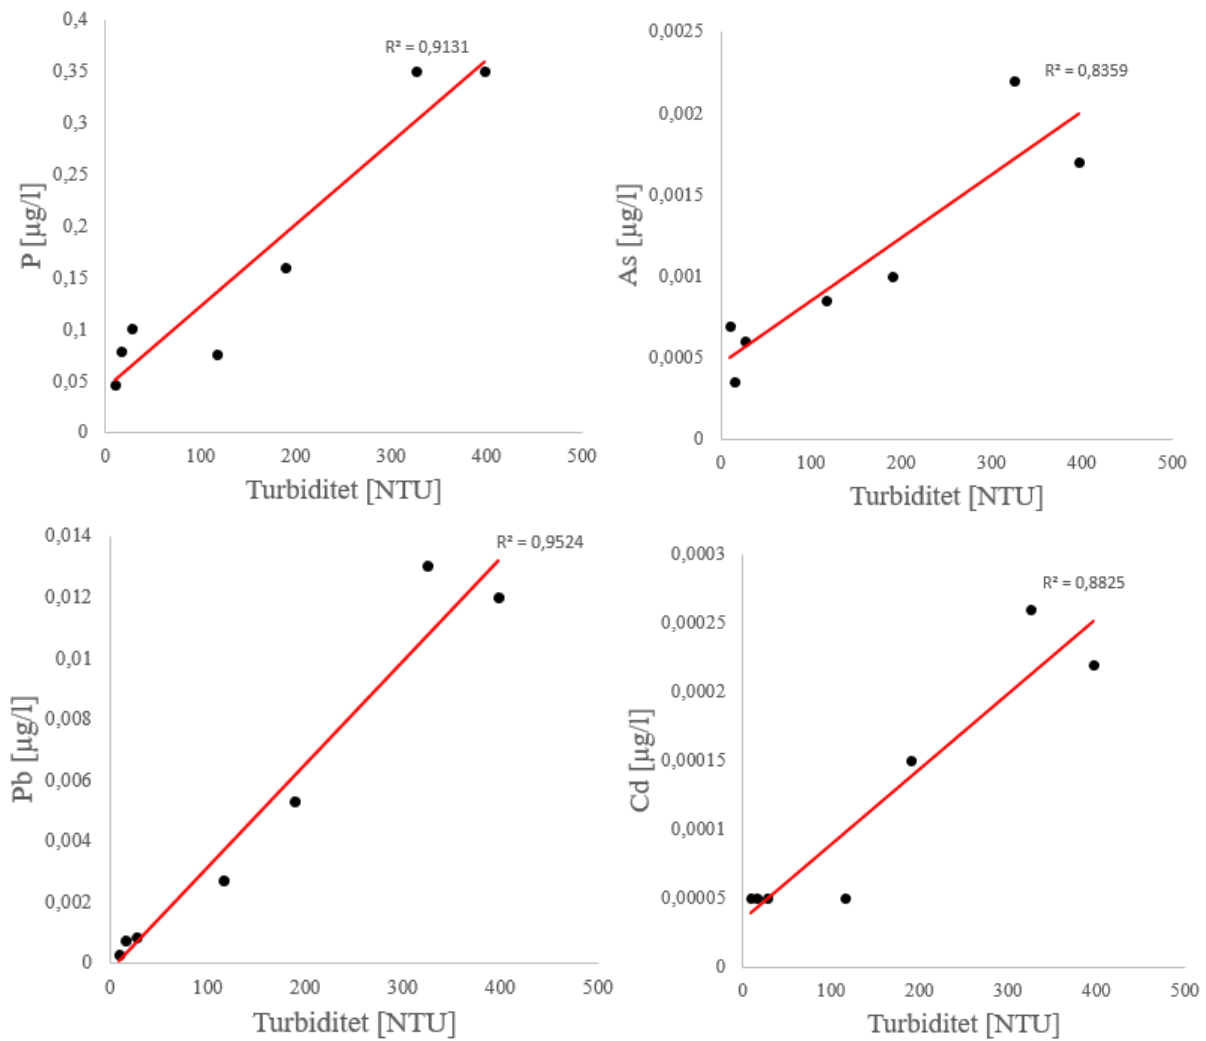 0,4
0,35
0,3
0,25
0,2
0,15
0,1
0,05
0
P [µg/l]
R² = 0,9131
0 100 200 300 400 500
Turbiditet [NTU]
0,0025
0,002
0,0015
0,001
0,0005
0
As [µg/l]
R² = 0,8359
0 100 200 300 400 500
Turbiditet [NTU]
0,014
0,012
0,01
0,008
0,006
0,004
0,002
0
Pb [µg/l]
R² = 0,9524
0 100 200 300 400 500
Turbiditet [NTU]
0,0003
0,00025
0,0002
0,00015
0,0001
0,00005
0
Cd [µg/l]
R² = 0,8825
0 100 200 300 400 500
Turbiditet [NTU]